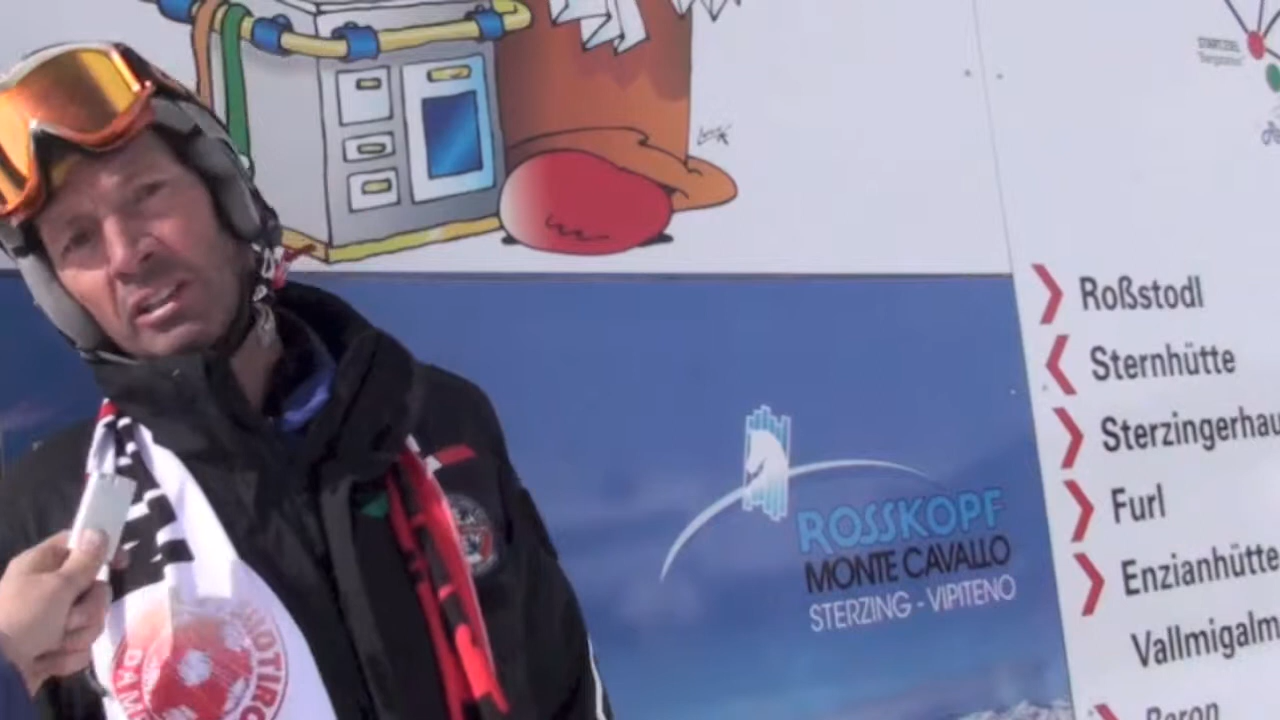 Roßstodl
Sternhütte
Sterzingerhau
Furl
Enzianhütte
Vallmigalm
ROSSKOPF
MONTE CAVALLO
STERZING - VIPITENO